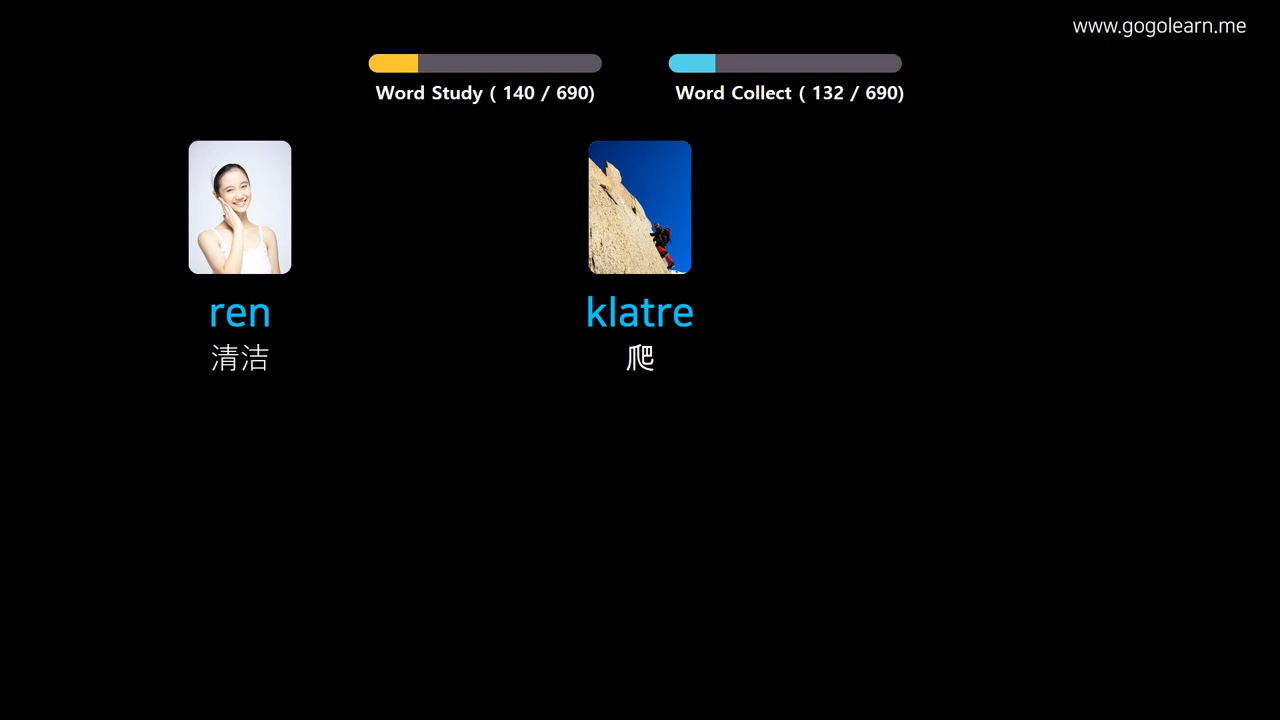 www.gogolearn.me
Word Study ( 140 / 690)
Word Collect ( 132 / 690)
ren
klatre
清洁
爬